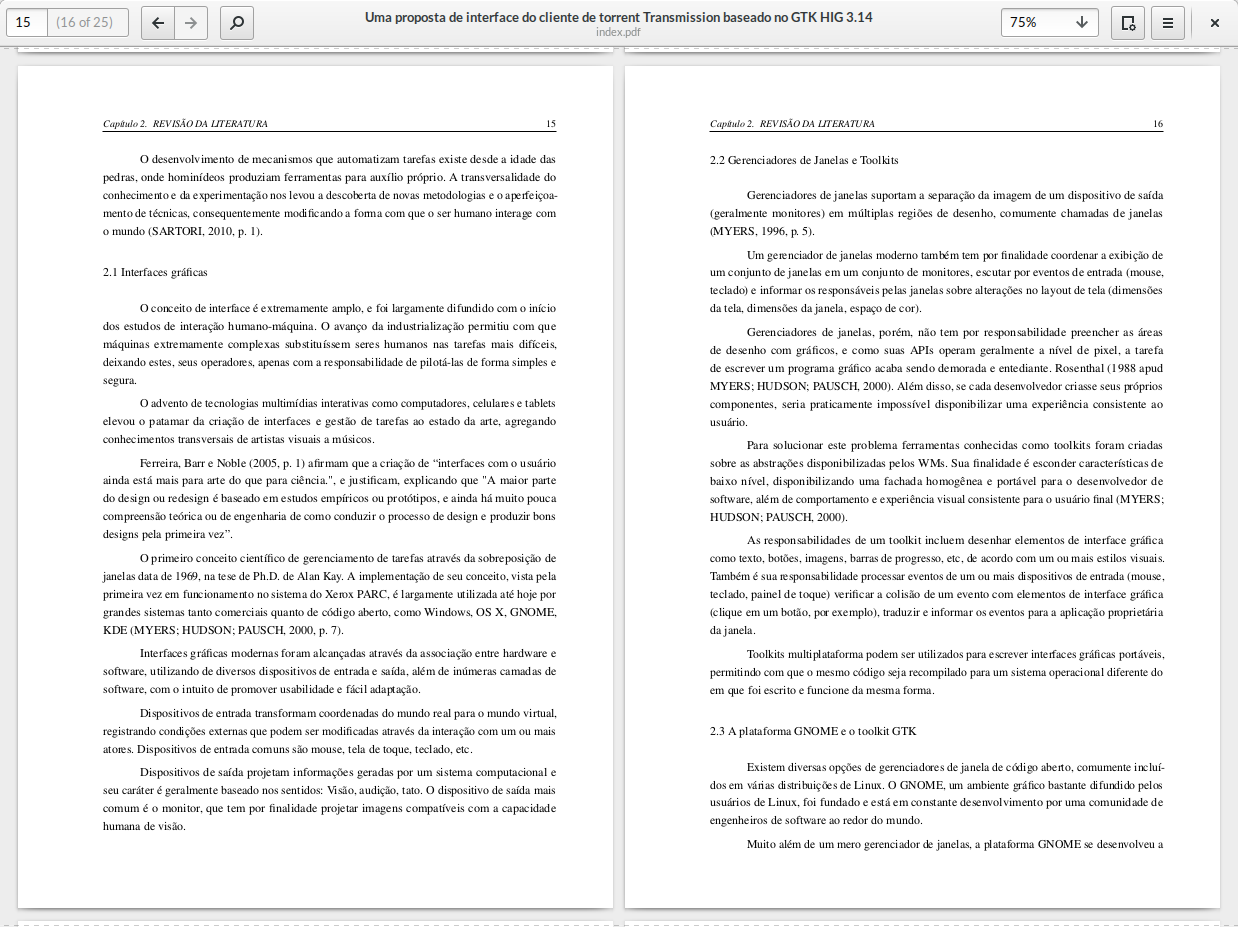 15 (16 of 25)
Uma proposta de interface do cliente de torrent Transmission baseado no GTK HIG 3.14
index.pdf
75%
Capítulo 2. REVISÃO DA LITERATURA 15
O desenvolvimento de mecanismos que automatizam tarefas existe desde a idade das
pedras, onde hominídeos produziam ferramentas para auxílio próprio. A transversalidade do
conhecimento e da experimentação nos levou a descoberta de novas metodologias e o aperfeiçoa-
mento de técnicas, consequentemente modificando a forma com que o ser humano interage com
o mundo (SARTORI, 2010, p. 1).
2.1 Interfaces gráficas
O conceito de interface é extremamente amplo, e foi largamente difundido com o início
dos estudos de interação humano-máquina. O avanço da industrialização permitiu com que
máquinas extremamente complexas substituíssem seres humanos nas tarefas mais difíceis,
deixando estes, seus operadores, apenas com a responsabilidade de pilotá-las de forma simples e
segura.
O advento de tecnologias multimídias interativas como computadores, celulares e tablets
elevou o patamar da criação de interfaces e gestão de tarefas ao estado da arte, agregando
conhecimentos transversais de artistas visuais a músicos.
Ferreira, Barr e Noble (2005, p. 1) afirmam que a criação de “interfaces com o usuário
ainda está mais para arte do que para ciência.", e justificam, explicando que "A maior parte
do design ou redesign é baseado em estudos empíricos ou protótipos, e ainda há muito pouca
compreensão teórica ou de engenharia de como conduzir o processo de design e produzir bons
designs pela primeira vez”.
O primeiro conceito científico de gerenciamento de tarefas através da sobreposição de
janelas data de 1969, na tese de Ph.D. de Alan Kay. A implementação de seu conceito, vista pela
primeira vez em funcionamento no sistema do Xerox PARC, é largamente utilizada até hoje por
grandes sistemas tanto comerciais quanto de código aberto, como Windows, OS X, GNOME,
KDE (MYERS; HUDSON; PAUSCH, 2000, p. 7).
Interfaces gráficas modernas foram alcançadas através da associação entre hardware e
software, utilizando de diversos dispositivos de entrada e saída, além de inúmeras camadas de
software, com o intuito de promover usabilidade e fácil adaptação.
Dispositivos de entrada transformam coordenadas do mundo real para o mundo virtual,
registrando condições externas que podem ser modificadas através da interação com um ou mais
atores. Dispositivos de entrada comuns são mouse, tela de toque, teclado, etc.
Dispositivos de saída projetam informações geradas por um sistema computacional e
seu caráter é geralmente baseado nos sentidos: Visão, audição, tato. O dispositivo de saída mais
comum é o monitor, que tem por finalidade projetar imagens compatíveis com a capacidade
humana de visão.
Capítulo 2. REVISÃO DA LITERATURA 16
2.2 Gerenciadores de Janelas e Toolkits
Gerenciadores de janelas suportam a separação da imagem de um dispositivo de saída
(geralmente monitores) em múltiplas regiões de desenho, comumente chamadas de janelas
(MYERS, 1996, p. 5).
Um gerenciador de janelas moderno também tem por finalidade coordenar a exibição de
um conjunto de janelas em um conjunto de monitores, escutar por eventos de entrada (mouse,
teclado) e informar os responsáveis pelas janelas sobre alterações no layout de tela (dimensões
da tela, dimensões da janela, espaço de cor).
Gerenciadores de janelas, porém, não tem por responsabilidade preencher as áreas
de desenho com gráficos, e como suas APIs operam geralmente a nível de pixel, a tarefa
de escrever um programa gráfico acaba sendo demorada e entediante. Rosenthal (1988 apud
MYERS; HUDSON; PAUSCH, 2000). Além disso, se cada desenvolvedor criasse seus próprios
componentes, seria praticamente impossível disponibilizar uma experiência consistente ao
usuário.
Para solucionar este problema ferramentas conhecidas como toolkits foram criadas
sobre as abstrações disponibilizadas pelos WMs. Sua finalidade é esconder características de
baixo nível, disponibilizando uma fachada homogênea e portável para o desenvolvedor de
software, além de comportamento e experiência visual consistente para o usuário final (MYERS;
HUDSON; PAUSCH, 2000).
As responsabilidades de um toolkit incluem desenhar elementos de interface gráfica
como texto, botões, imagens, barras de progresso, etc, de acordo com um ou mais estilos visuais.
Também é sua responsabilidade processar eventos de um ou mais dispositivos de entrada (mouse,
teclado, painel de toque) verificar a colisão de um evento com elementos de interface gráfica
(clique em um botão, por exemplo), traduzir e informar os eventos para a aplicação proprietária
da janela.
Toolkits multiplataforma podem ser utilizados para escrever interfaces gráficas portáveis,
permitindo com que o mesmo código seja recompilado para um sistema operacional diferente do
em que foi escrito e funcione da mesma forma.
2.3 A plataforma GNOME e o toolkit GTK
Existem diversas opções de gerenciadores de janela de código aberto, comumente incluí-
dos em várias distribuições de Linux. O GNOME, um ambiente gráfico bastante difundido pelos
usuários de Linux, foi fundado e está em constante desenvolvimento por uma comunidade de
engenheiros de software ao redor do mundo.
Muito além de um mero gerenciador de janelas, a plataforma GNOME se desenvolveu a